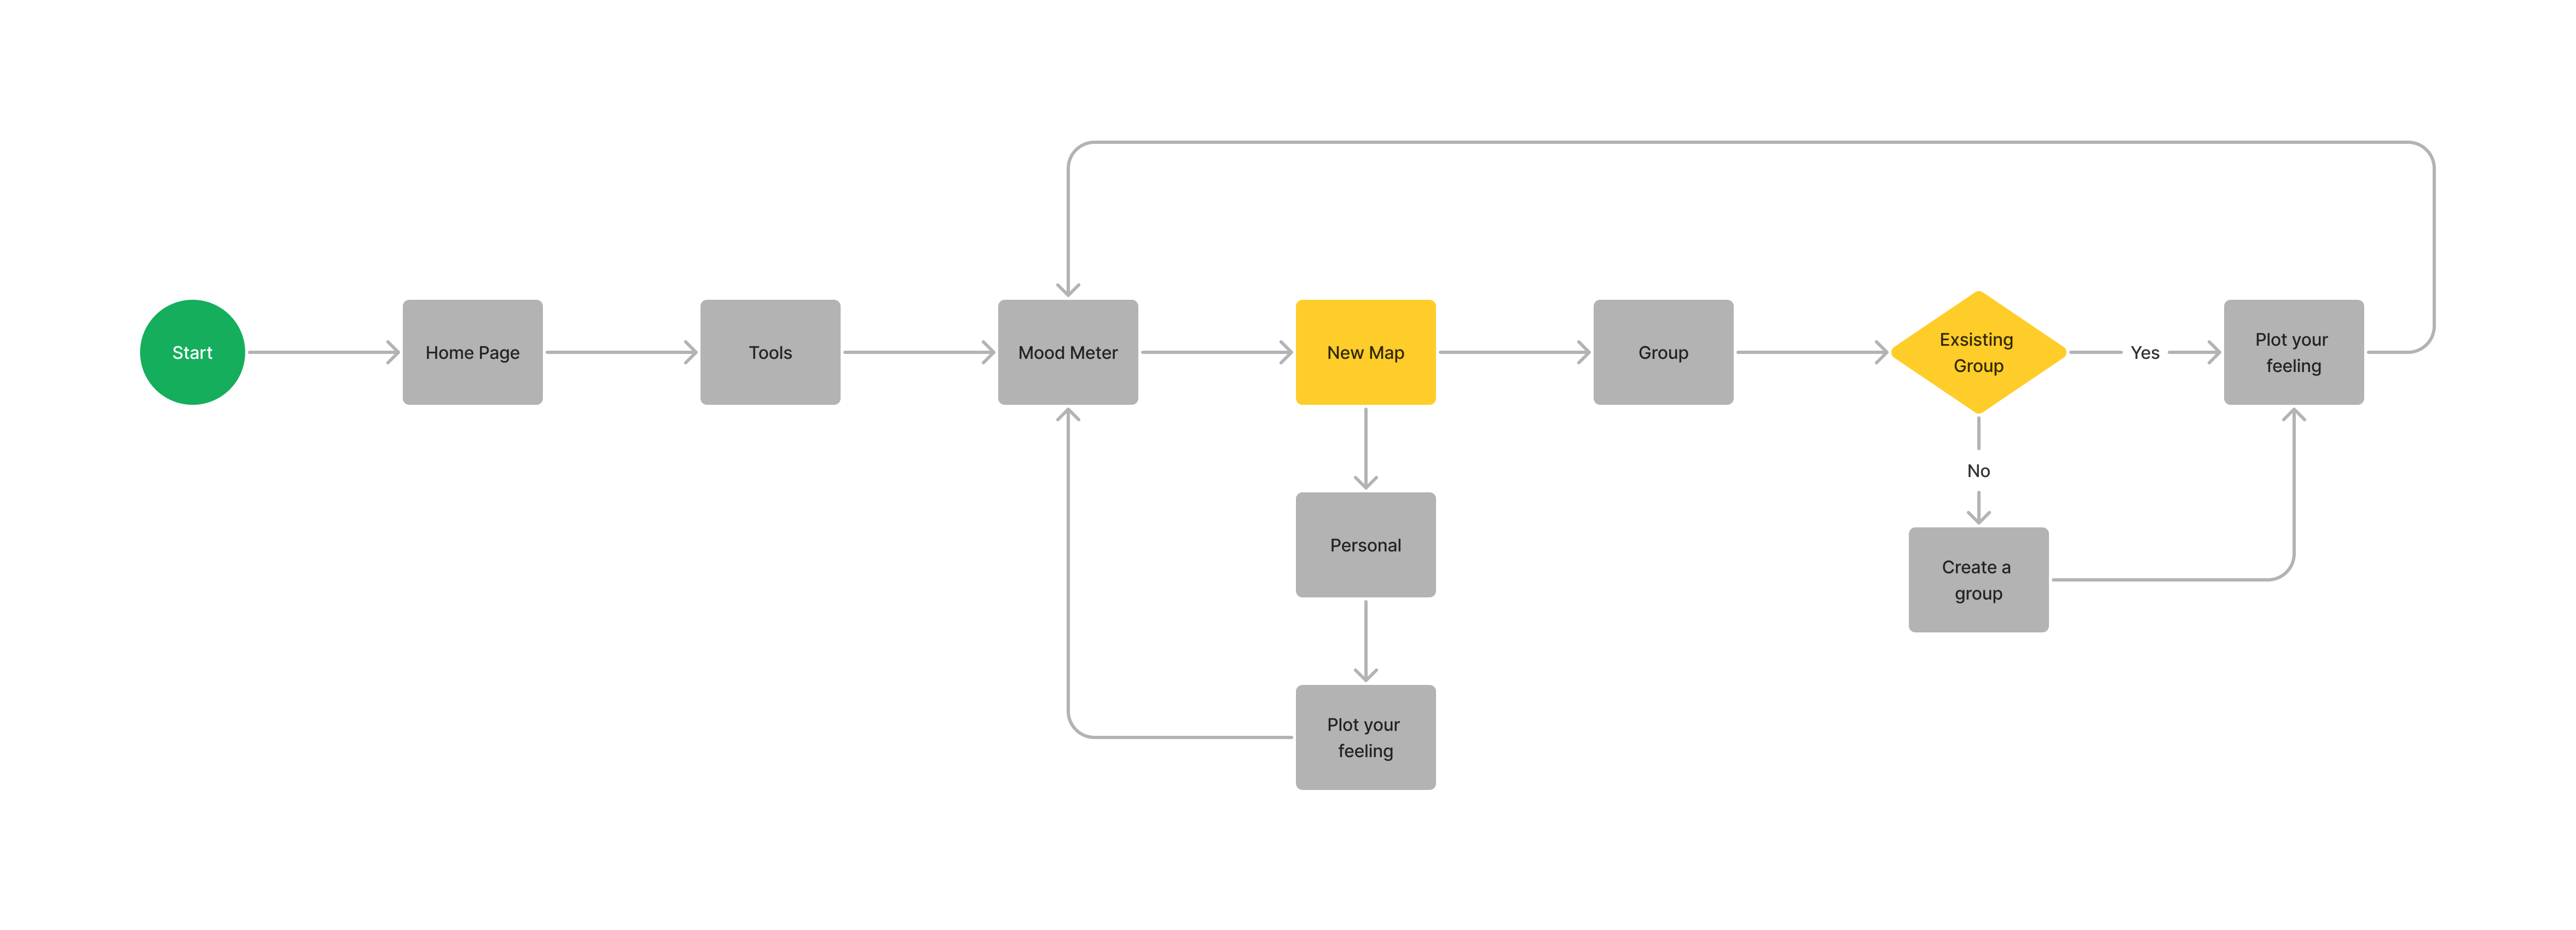 Start
Home Page
Tools
Mood Meter
New Map
Group
Exsisting
Group
Yes
Plot your
feeling
No
Personal
Create a
group
Plot your
feeling